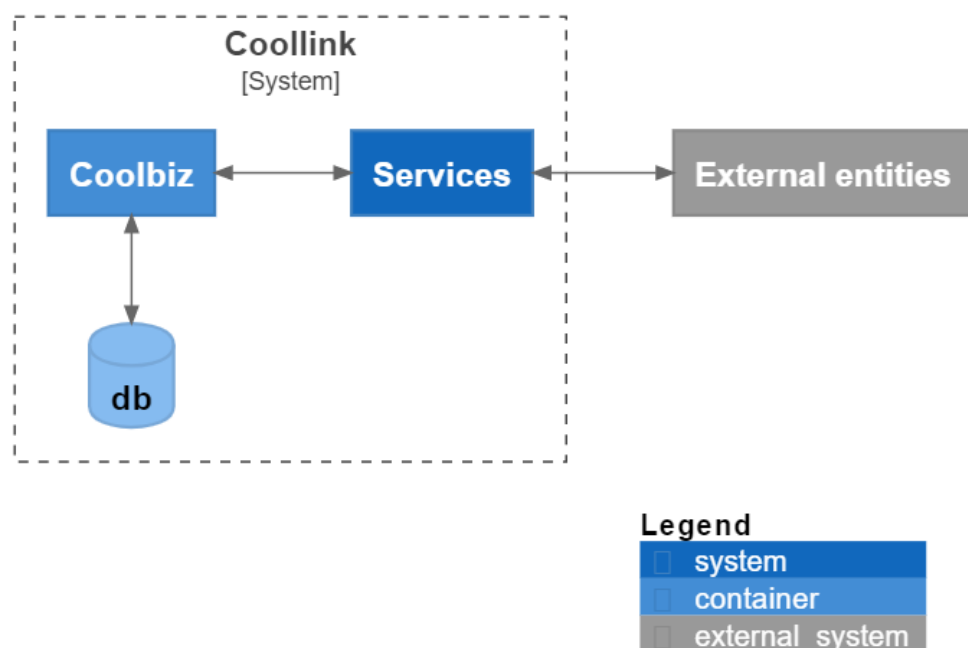 Coollink
[System]
Coolbiz
Services
External entities
db
Legend
system
container
external_system